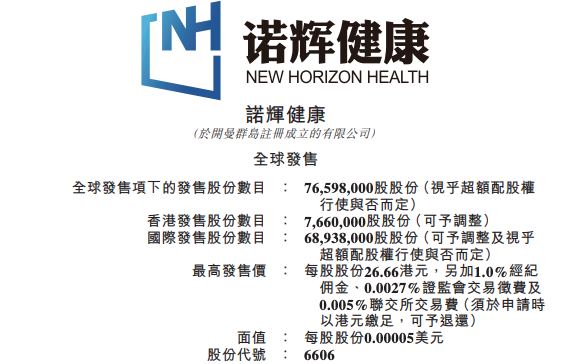 NH
诺辉健康
NEW HORIZON HEALTH
諾輝健康
(於開曼群島註冊成立的有限公司)
全球發售
全球發售項下的發售股份數目 : 76,598,000股股份(視乎超額配股權
行使與否而定)
香港發售股份數目 : 7,660,000股股份(可予調整)
國際發售股份數目 : 68,938,000股股份(可予調整及視乎
超額配股權行使與否而定)
最高發售價 : 每股股份26.66港元,另加1.0%經紀
佣金、0.0027%證監會交易徵費及
0.005%聯交所交易費(須於申請時
以港元繳足,可予退還)
面值 : 每股股份0.00005美元
股份代號 : 6606